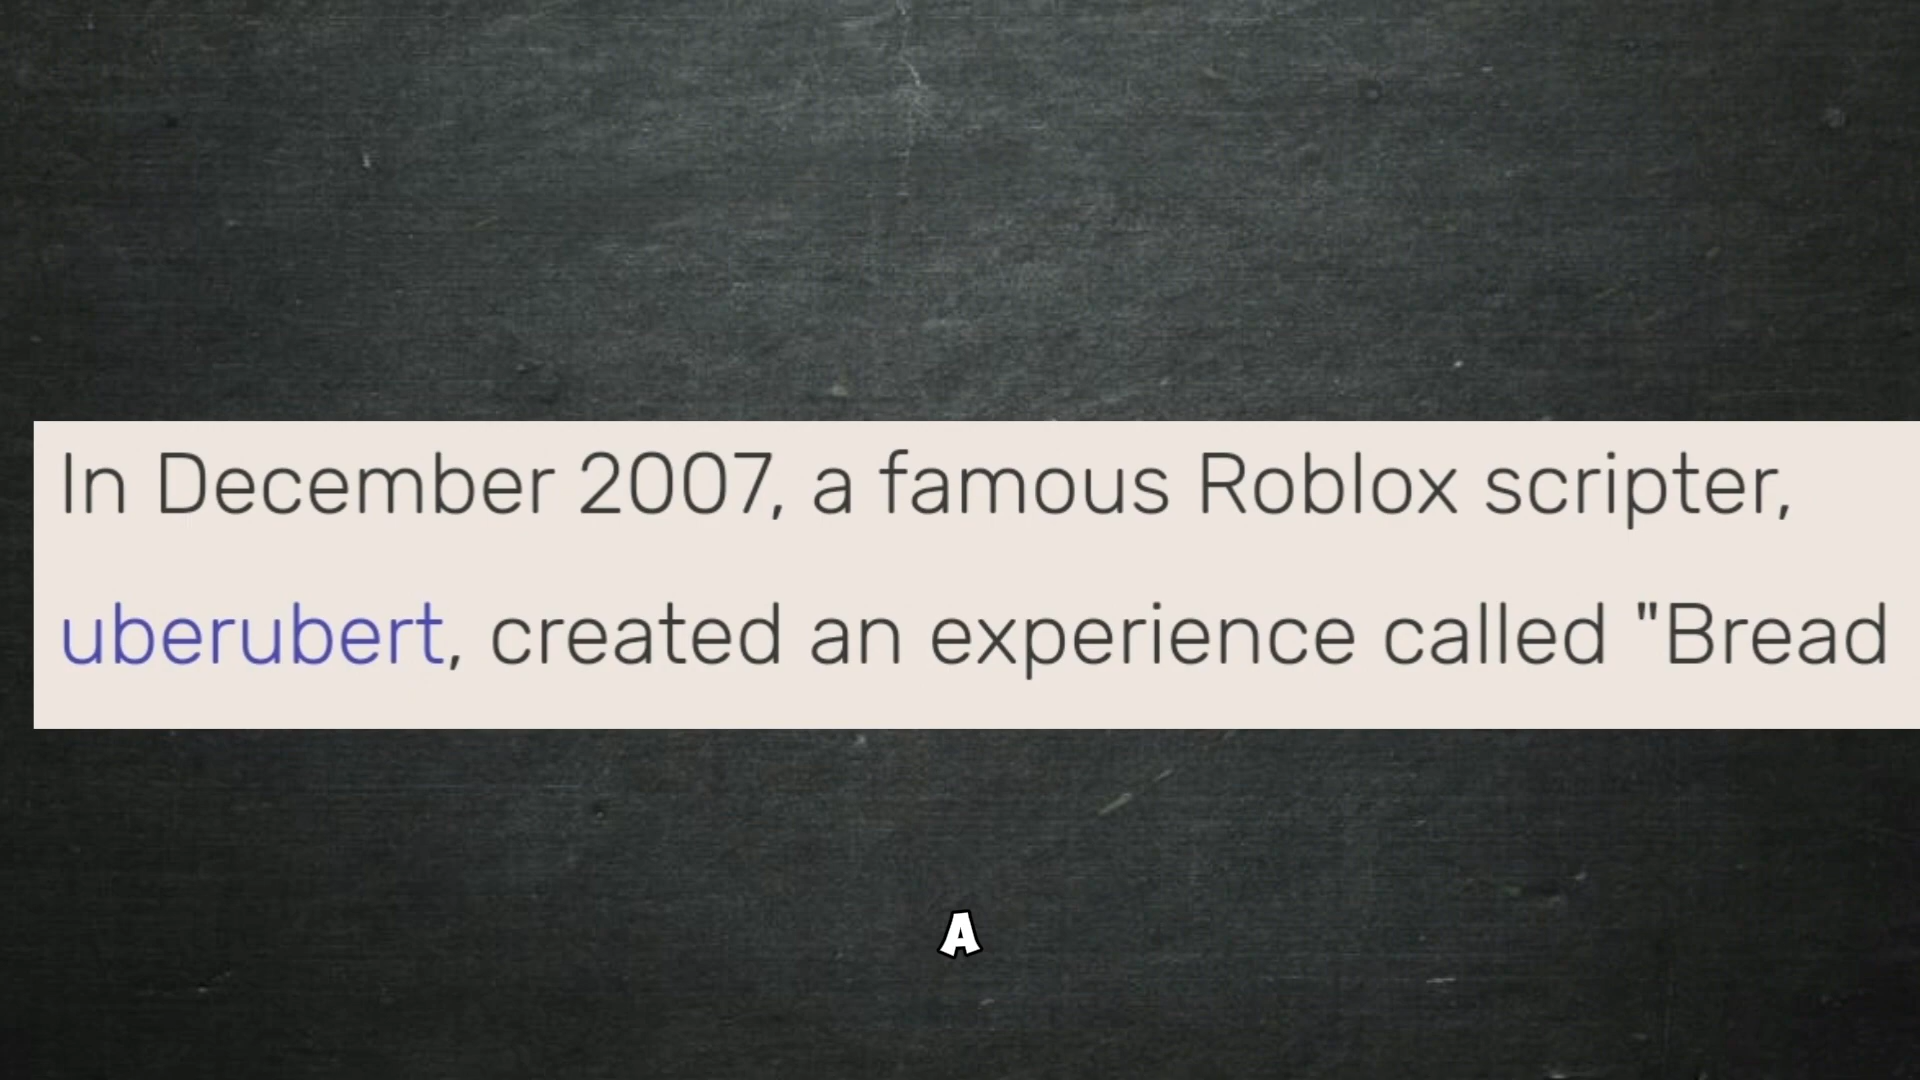 In December 2007, a famous Roblox scripter,
uberubert, created an experience called "Bread
A